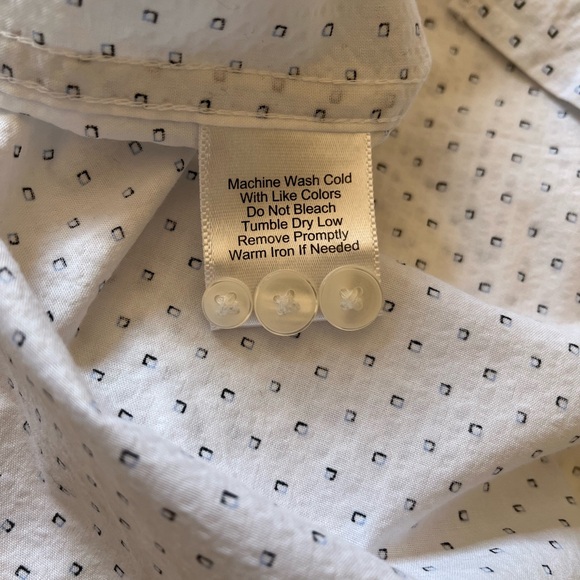 Machine Wash Cold
With Like Colors
Do Not Bleach
Tumble Dry Low
Remove Promptly
Warm Iron If Needed